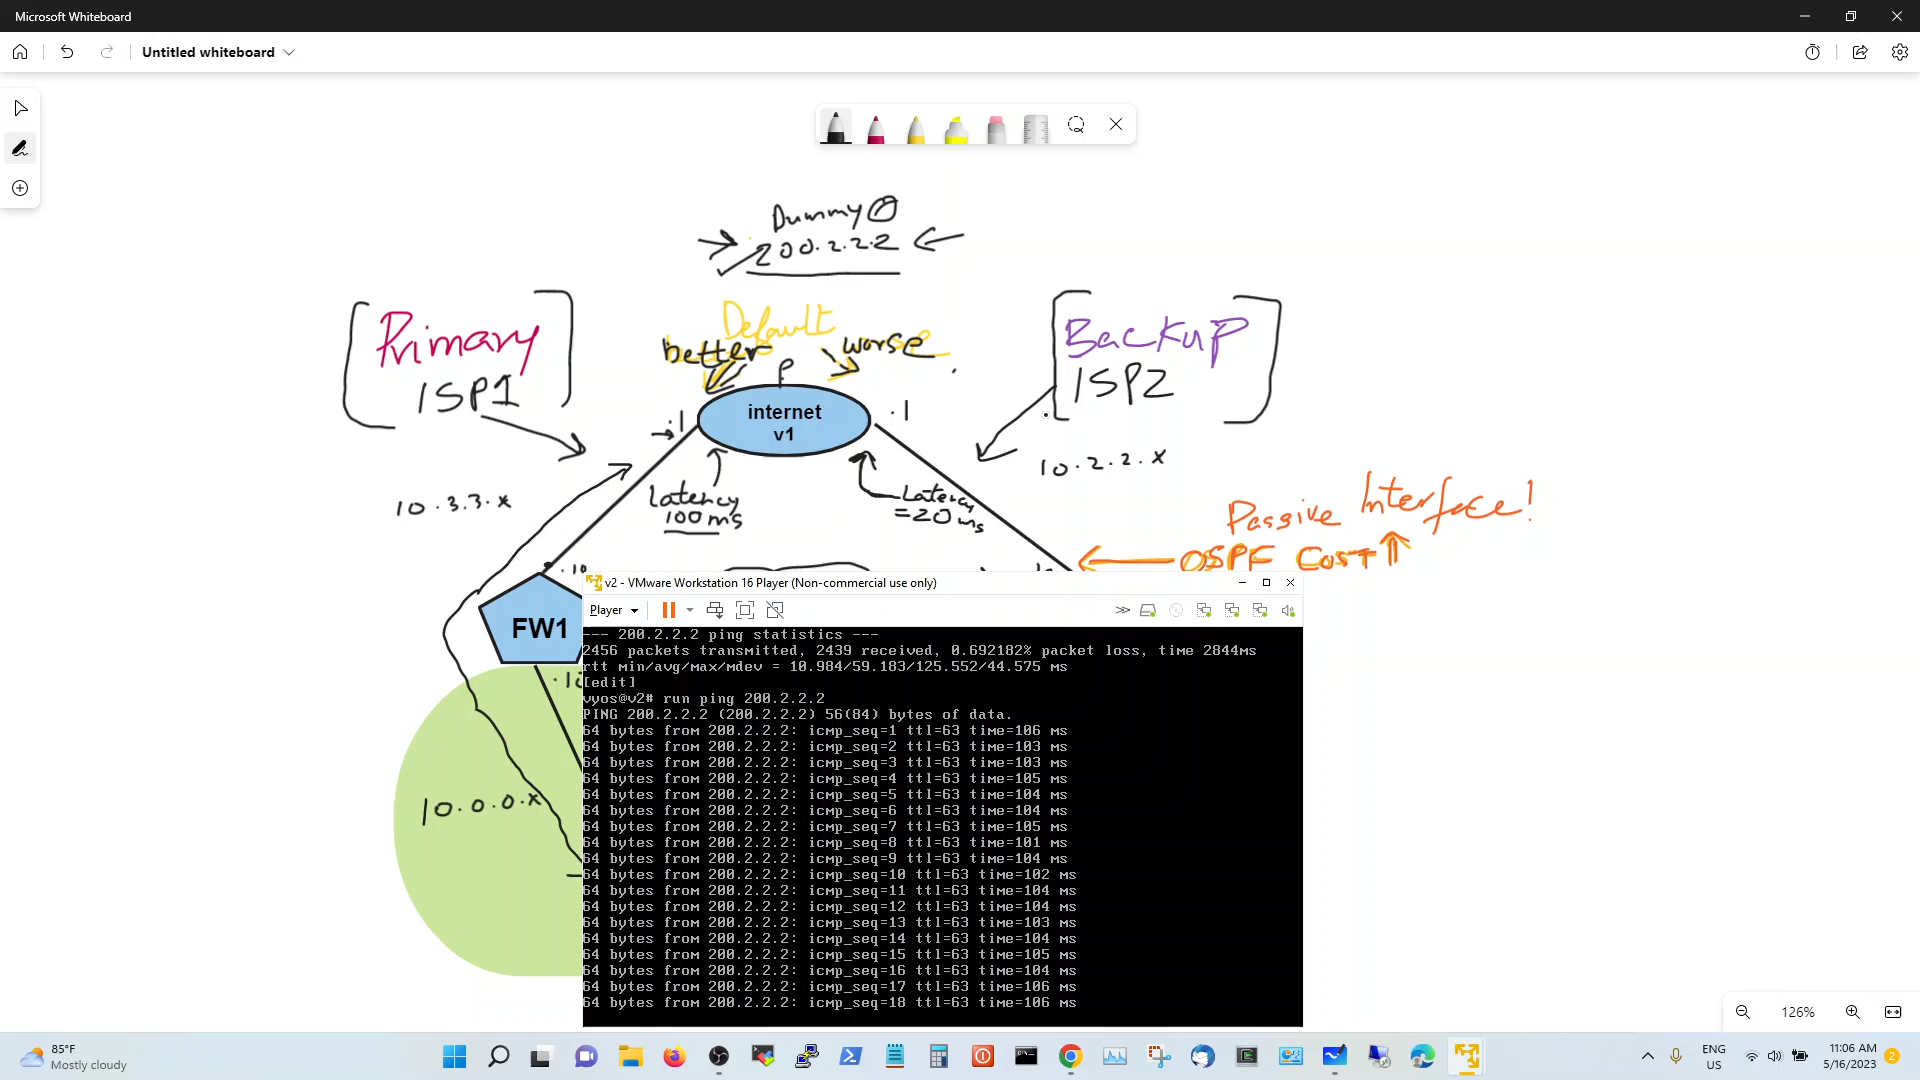 Microsoft Whiteboard
Untitled whiteboard
Dummy 0
200.2.2.2
Default
better
worse
Primary
ISP1
Backup
ISP2
.1
internet
v1
.1
10.2.2.x
10.3.3.x
latency
100ms
Latency
=20ms
Passive Interface!
OSPF Cost
FW1
10.0.0.x
v2 - VMware Workstation 16 Player (Non-commercial use only)
Player
--- 200.2.2.2 ping statistics ---
2456 packets transmitted, 2439 received, 0.692182% packet loss, time 2844ms
rtt min/avg/max/mdev = 10.984/59.183/125.552/44.575 ms
[edit]
vyos@v2# run ping 200.2.2.2
PING 200.2.2.2 (200.2.2.2) 56(84) bytes of data.
64 bytes from 200.2.2.2: icmp_seq=1 ttl=63 time=106 ms
64 bytes from 200.2.2.2: icmp_seq=2 ttl=63 time=103 ms
64 bytes from 200.2.2.2: icmp_seq=3 ttl=63 time=103 ms
64 bytes from 200.2.2.2: icmp_seq=4 ttl=63 time=105 ms
64 bytes from 200.2.2.2: icmp_seq=5 ttl=63 time=104 ms
64 bytes from 200.2.2.2: icmp_seq=6 ttl=63 time=104 ms
64 bytes from 200.2.2.2: icmp_seq=7 ttl=63 time=105 ms
64 bytes from 200.2.2.2: icmp_seq=8 ttl=63 time=101 ms
64 bytes from 200.2.2.2: icmp_seq=9 ttl=63 time=104 ms
64 bytes from 200.2.2.2: icmp_seq=10 ttl=63 time=102 ms
64 bytes from 200.2.2.2: icmp_seq=11 ttl=63 time=104 ms
64 bytes from 200.2.2.2: icmp_seq=12 ttl=63 time=104 ms
64 bytes from 200.2.2.2: icmp_seq=13 ttl=63 time=103 ms
64 bytes from 200.2.2.2: icmp_seq=14 ttl=63 time=104 ms
64 bytes from 200.2.2.2: icmp_seq=15 ttl=63 time=105 ms
64 bytes from 200.2.2.2: icmp_seq=16 ttl=63 time=104 ms
64 bytes from 200.2.2.2: icmp_seq=17 ttl=63 time=106 ms
64 bytes from 200.2.2.2: icmp_seq=18 ttl=63 time=106 ms
126%
85°F
Mostly cloudy
ENG
US
11:06 AM
5/16/2023
2